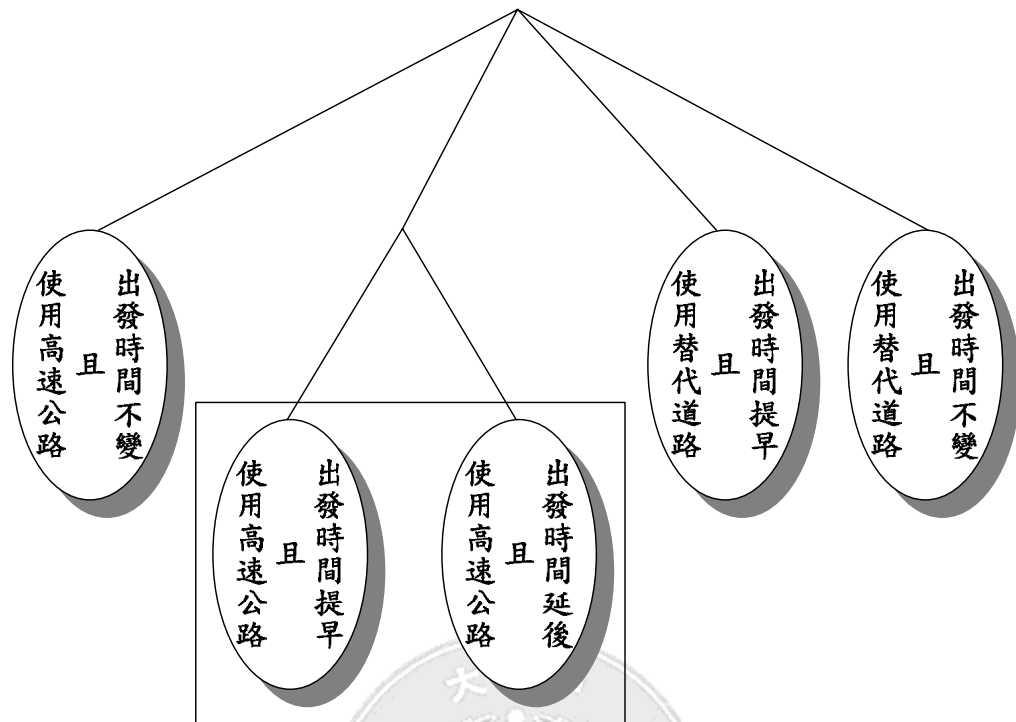 使用高速公路
且
出發時間不變
使用高速公路
且
出發時間提早
使用高速公路
且
出發時間延後
使用替代道路
且
出發時間提早
使用替代道路
且
出發時間不變
大